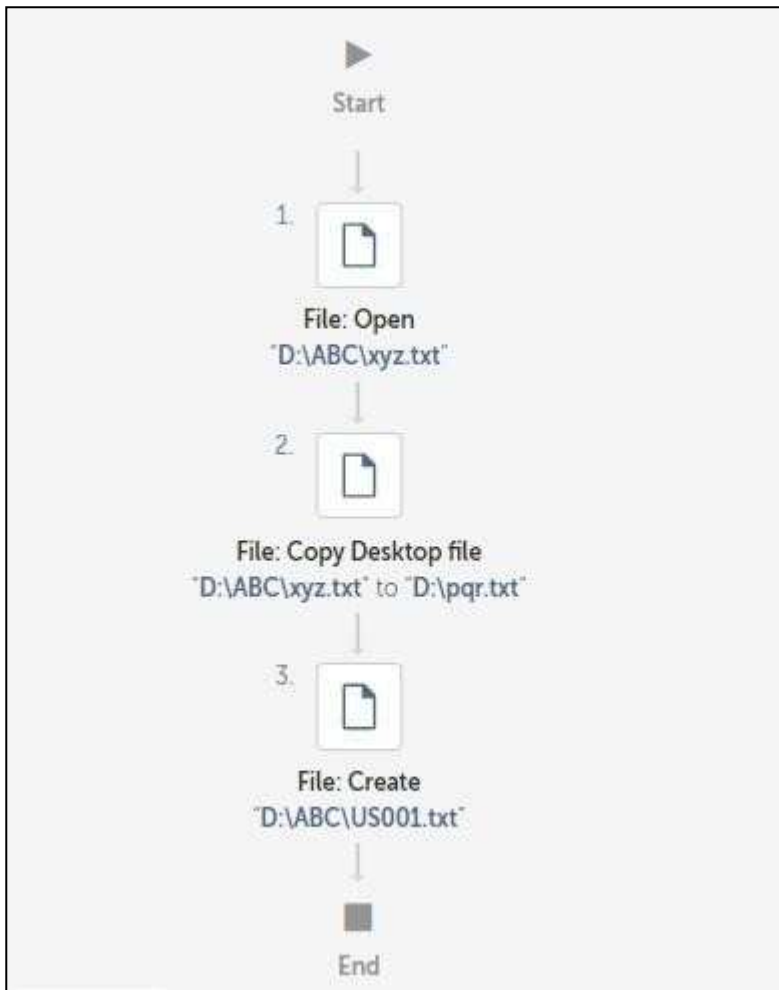 Start
1.
File: Open
"D:\ABC\xyz.txt"
2.
File: Copy Desktop file
"D:\ABC\xyz.txt" to "D:\pqr.txt"
3.
File: Create
"D:\ABC\US001.txt"
End